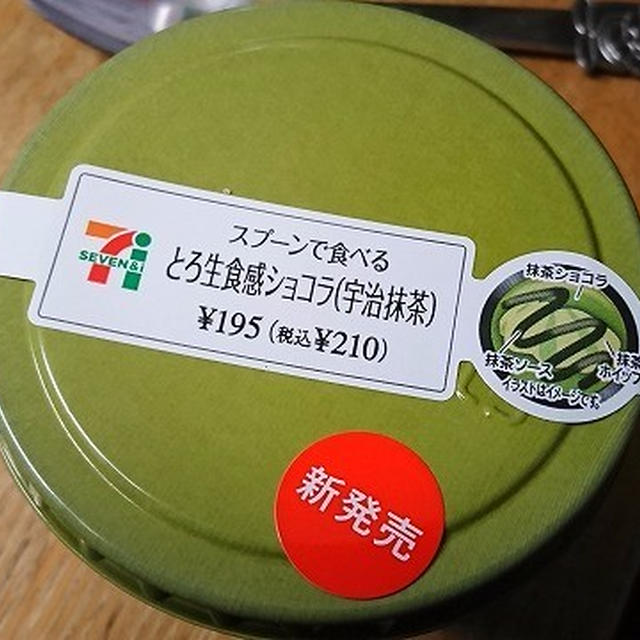 スプーンで食べる
SEVEN&i
とろ生食感ショコラ(宇治抹茶)
¥195(税込¥210)
抹茶ショコラ
抹茶ソース
抹茶
ホイップ
イラストはイメージです。
新発売